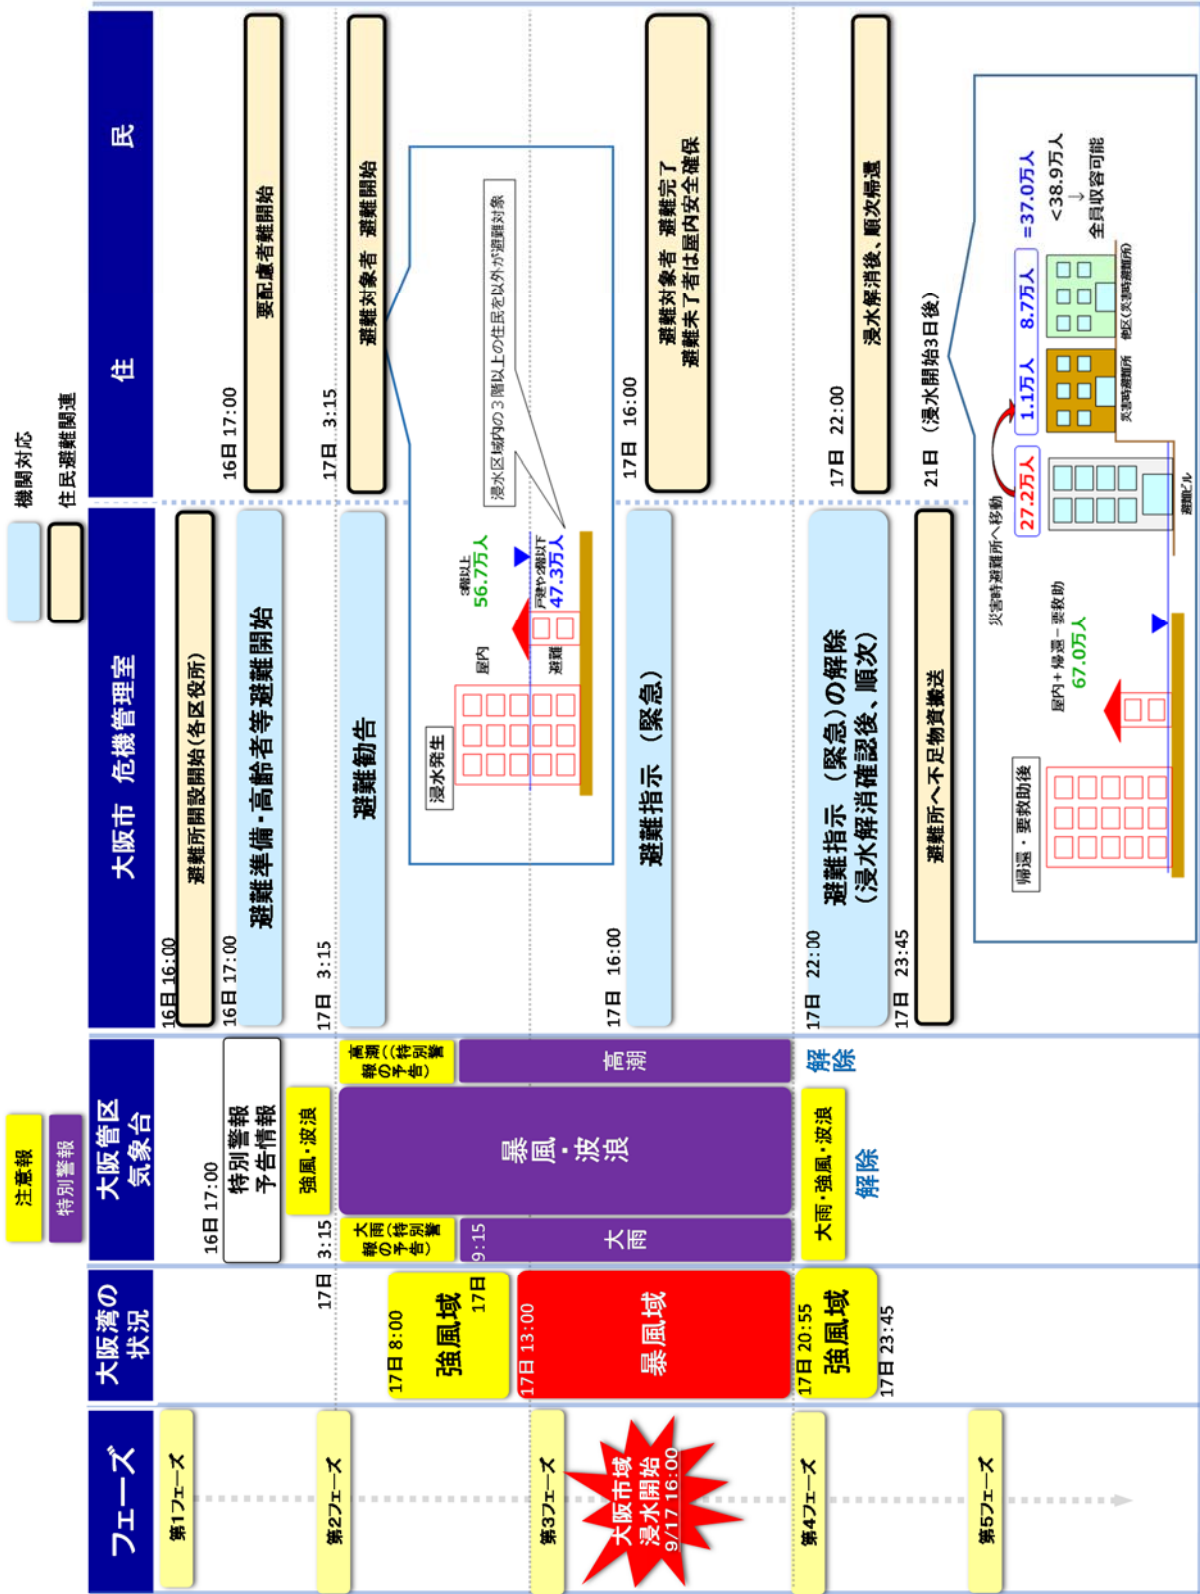 注意報
特別警報
機関対応
住民避難関連
フェーズ
大阪湾の
状況
大阪管区
気象台
大阪市 危機管理室
住 民
第1フェーズ
16日 16:00
避難所開設開始(各区役所)
16日 17:00
特別警報
予告情報
16日 17:00
避難準備・高齢者等避難開始
16日 17:00
要配慮者難開始
強風・波浪
第2フェーズ
17日 3:15
大雨(特別警
報の予告)
暴風・波浪
高潮((特別警
報の予告)
17日 3:15
避難勧告
17日 3:15
避難対象者 避難開始
17日 8:00
強風域
17日
9:15
大雨
高潮
浸水発生
屋内
避難
3階以上
56.7万人
戸建や2階以下
47.3万人
浸水区域内の3階以上の住民を以外が避難対象
第3フェーズ
17日 13:00
暴風域
大阪市域
浸水開始
9/17 16:00
17日 16:00
避難指示(緊急)
17日 16:00
避難対象者 避難完了
避難未了者は屋内安全確保
第4フェーズ
17日 20:55
強風域
17日 23:45
大雨・強風・波浪
解除
解除
17日 22:00
避難指示(緊急)の解除
(浸水解消確認後、順次)
17日 22:00
浸水解消後、順次帰還
17日 23:45
避難所へ不足物資搬送
第5フェーズ
21日(浸水開始3日後)
帰還・要救助後
屋内+帰還-要救助
67.0万人
災害時避難所へ移動
27.2万人
1.1万人
8.7万人
=37.0万人
<38.9万人
↓
全員収容可能
避難ビル
災害時避難所
他区(災害時避難所)